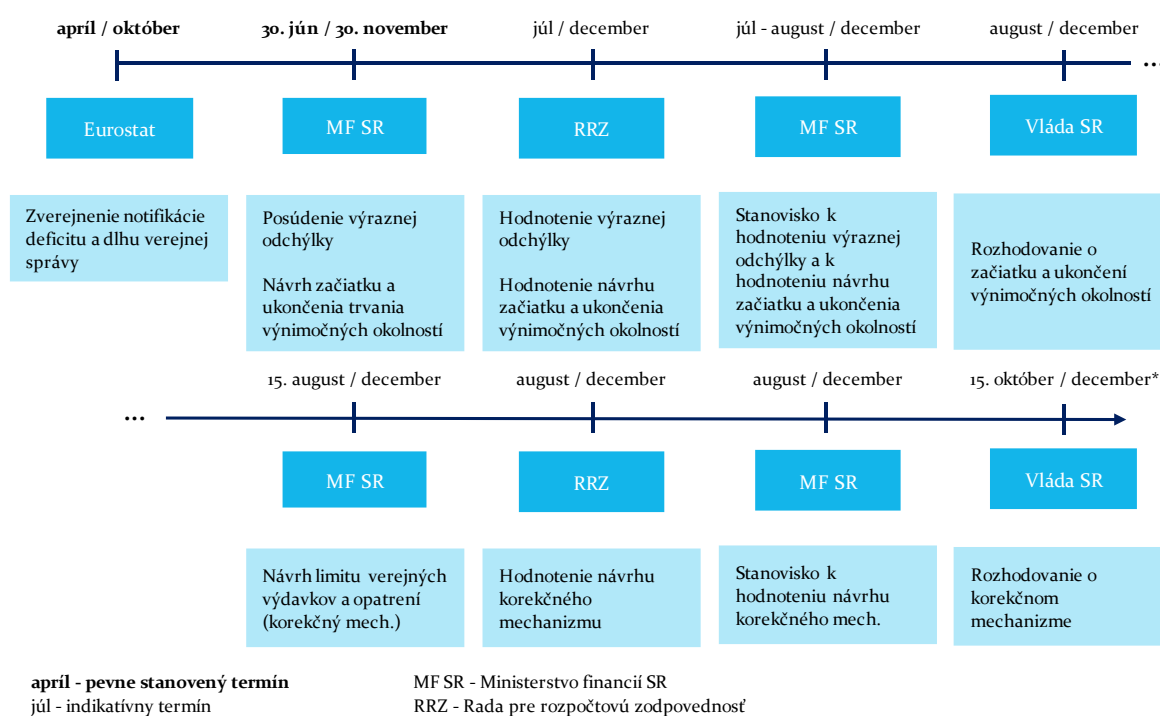 apríl / október
30. jún / 30. november
júl / december
júl - august / december
august / december
...
Eurostat
MF SR
RRZ
MF SR
Vláda SR
Zverejnenie notifikácie
deficitu a dlhu verejnej
správy
Posúdenie výraznej
odchýlky
Návrh začiatku a
ukončenia trvania
výnimočných okolností
Hodnotenie výraznej
odchýlky
Hodnotenie návrhu
začiatku a ukončenia
výnimočných okolností
Stanovisko k
hodnoteniu výraznej
odchýlky a k
hodnoteniu návrhu
začiatku a ukončenia
výnimočných okolností
Rozhodovanie o
začiatku a ukončení
výnimočných okolností
...
15. august / december
august / december
august / december
15. október / december*
MF SR
RRZ
MF SR
Vláda SR
Návrh limitu verejných
výdavkov a opatrení
(korekčný mech.)
Hodnotenie návrhu
korekčného
mechanizmu
Stanovisko k
hodnoteniu návrhu
korekčného mech.
Rozhodovanie o
korekčnom
mechanizme
apríl - pevne stanovený termín
júl - indikatívny termín
MF SR - Ministerstvo financií SR
RRZ - Rada pre rozpočtovú zodpovednosť